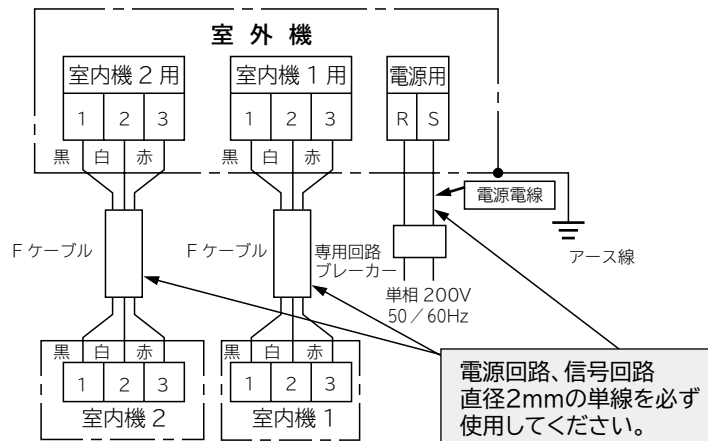 室 外 機
室内機 2 用
室内機 1 用
電源用
1 2 3
1 2 3
R S
黒 白 赤
黒 白 赤
電源電線
F ケーブル
F ケーブル
専用回路
ブレーカー
アース線
単相 200V
50/60Hz
黒 白 赤
黒 白 赤
1 2 3
1 2 3
室内機 2
室内機 1
電源回路、信号回路
直径2mmの単線を必ず
使用してください。